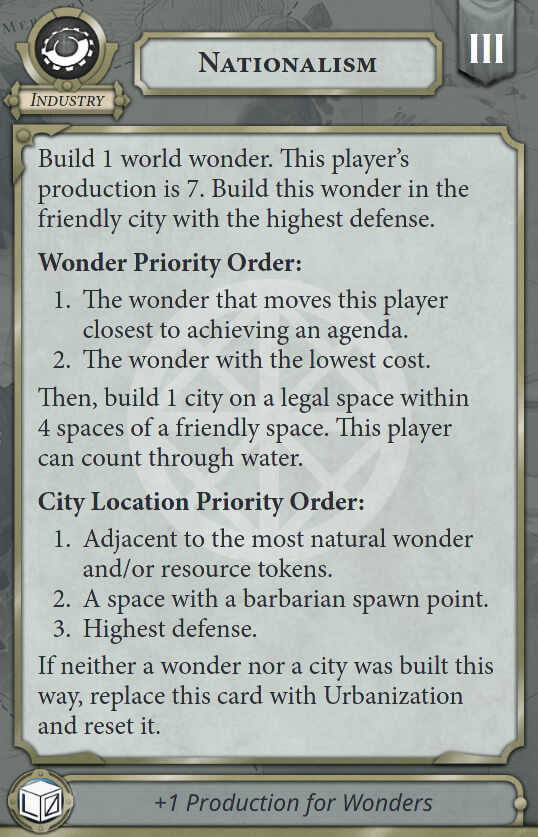 INDUSTRY
NATIONALISM
III
Build 1 world wonder. This player's
production is 7. Build this wonder in the
friendly city with the highest defense.
Wonder Priority Order:
1. The wonder that moves this player
closest to achieving an agenda.
2. The wonder with the lowest cost.
Then, build 1 city on a legal space within
4 spaces of a friendly space. This player
can count through water.
City Location Priority Order:
1. Adjacent to the most natural wonder
and/or resource tokens.
2. A space with a barbarian spawn point.
3. Highest defense.
If neither a wonder nor a city was built this
way, replace this card with Urbanization
and reset it.
+1 Production for Wonders